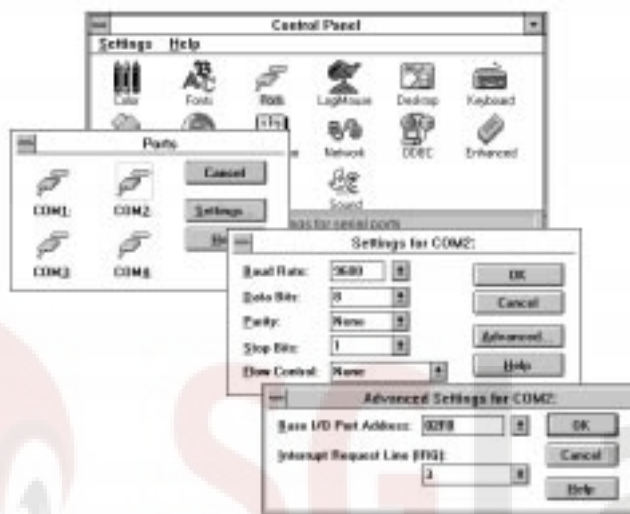 Control Panel
Settings Help
Color Fonts Ports LogiMouse Desktop Keyboard
Network ODBC Enhanced
Sound
for serial ports
Ports
COM1: COM2: Cancel
Settings...
COM3: COM4:
Settings for COM2:
Baud Rate: 9600 OK
Data Bits: 8 Cancel
Parity: None Advanced...
Stop Bits: 1
Flow Control: None Help
Advanced Settings for COM2:
Base I/O Port Address: 02F8 OK
Interrupt Request Line (IRQ): Cancel
3
Help